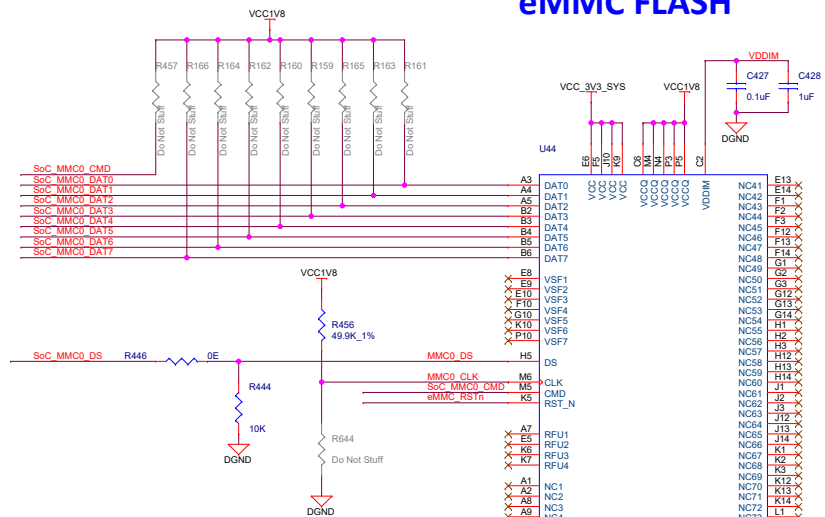 eMMC FLASH
VCC1V8
R457 R166 R164 R162 R160 R159 R165 R163 R161
Do Not Stuff Do Not Stuff Do Not Stuff Do Not Stuff Do Not Stuff Do Not Stuff Do Not Stuff Do Not Stuff Do Not Stuff
VDDIM
C427 C428
0.1uF 1uF
DGND
VCC_3V3_SYS VCC1V8
U44
E6 F5 J10 K9 C6 M4 N4 P3 P5 C2
VCC VCC VCC VCC VCCQ VCCQ VCCQ VCCQ VCCQ VDDIM
SoC_MMC0_CMD
SoC_MMC0_DAT0 A3 DAT0
SoC_MMC0_DAT1 A4 DAT1
SoC_MMC0_DAT2 A5 DAT2
SoC_MMC0_DAT3 B2 DAT3
SoC_MMC0_DAT4 B3 DAT4
SoC_MMC0_DAT5 B4 DAT5
SoC_MMC0_DAT6 B5 DAT6
SoC_MMC0_DAT7 B6 DAT7
E8 VSF1
E9 VSF2
E10 VSF3
F10 VSF4
G10 VSF5
K10 VSF6
P10 VSF7
VCC1V8
R456
49.9K_1%
SoC_MMC0_DS R446 0E MMC0_DS H5 DS
MMC0_CLK M6 CLK
SoC_MMC0_CMD M5 CMD
eMMC_RSTn K5 RST_N
R444
10K
DGND
R644
Do Not Stuff
DGND
A7 RFU1
E5 RFU2
K6 RFU3
K7 RFU4
A1 NC1
A2 NC2
A8 NC3
A9
NC41 E13
NC42 E14
NC43 F1
NC44 F2
NC45 F3
NC46 F12
NC47 F13
NC48 F14
NC49 G1
NC50 G2
NC51 G3
NC52 G12
NC53 G13
NC54 G14
NC55 H1
NC56 H2
NC57 H3
NC58 H12
NC59 H13
NC60 H14
NC61 J1
NC62 J2
NC63 J3
NC64 J12
NC65 J13
NC66 J14
NC67 K1
NC68 K2
NC69 K3
NC70 K12
NC71 K13
NC72 K14
L1